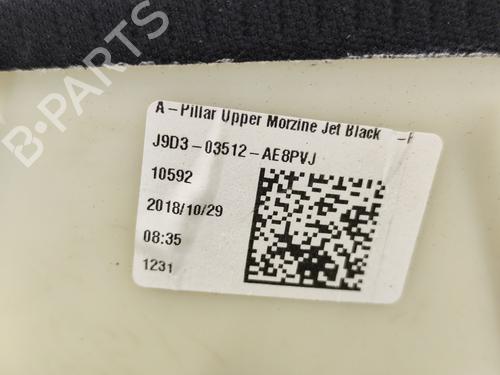 A-Pillar Upper Morzine Jet Black
J9D3-03512-AE8PVJ
10592
2018/10/29
08:35
1231
B-PARTS